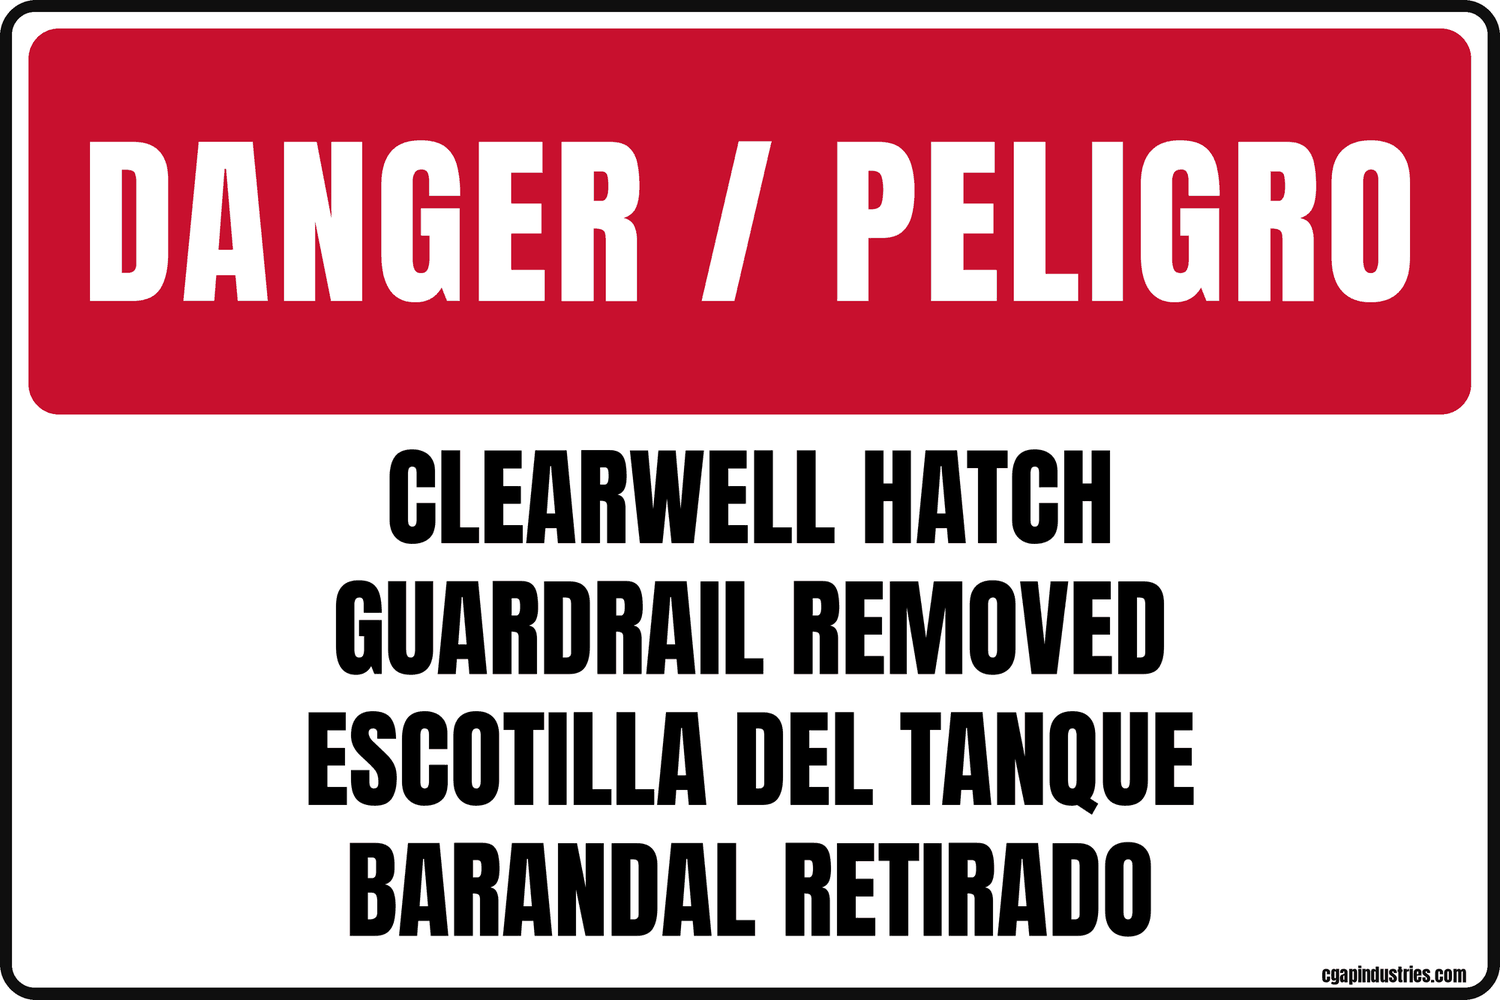 DANGER / PELIGRO
CLEARWELL HATCH
GUARDRAIL REMOVED
ESCOTILLA DEL TANQUE
BARANDAL RETIRADO
cgapindustries.com